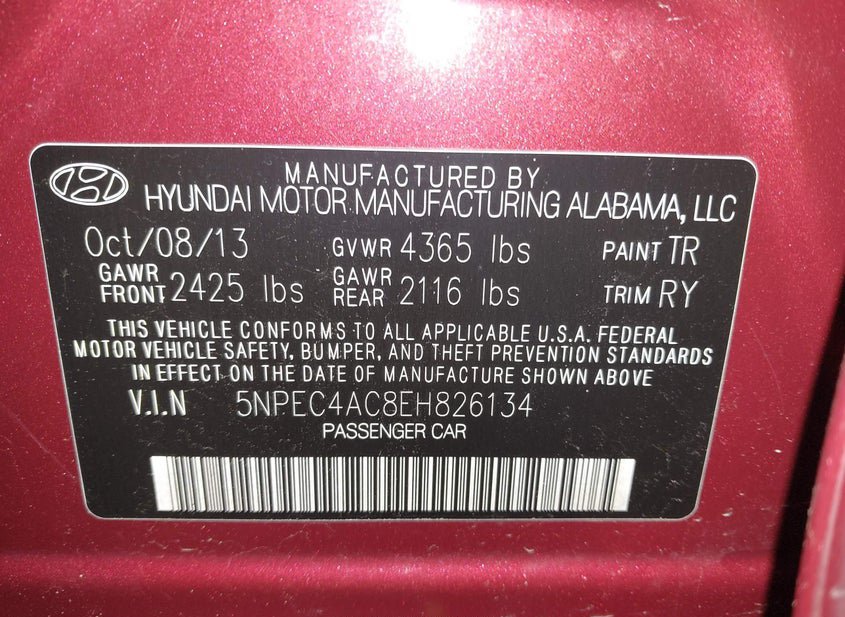 MANUFACTURED BY
HYUNDAI MOTOR MANUFACTURING ALABAMA, LLC
Oct/08/13 GVWR 4365 lbs PAINT TR
GAWR FRONT 2425 lbs GAWR REAR 2116 lbs TRIM RY
THIS VEHICLE CONFORMS TO ALL APPLICABLE U.S.A. FEDERAL
MOTOR VEHICLE SAFETY, BUMPER, AND THEFT PREVENTION STANDARDS
IN EFFECT ON THE DATE OF MANUFACTURE SHOWN ABOVE
V.I.N 5NPEC4AC8EH826134
PASSENGER CAR